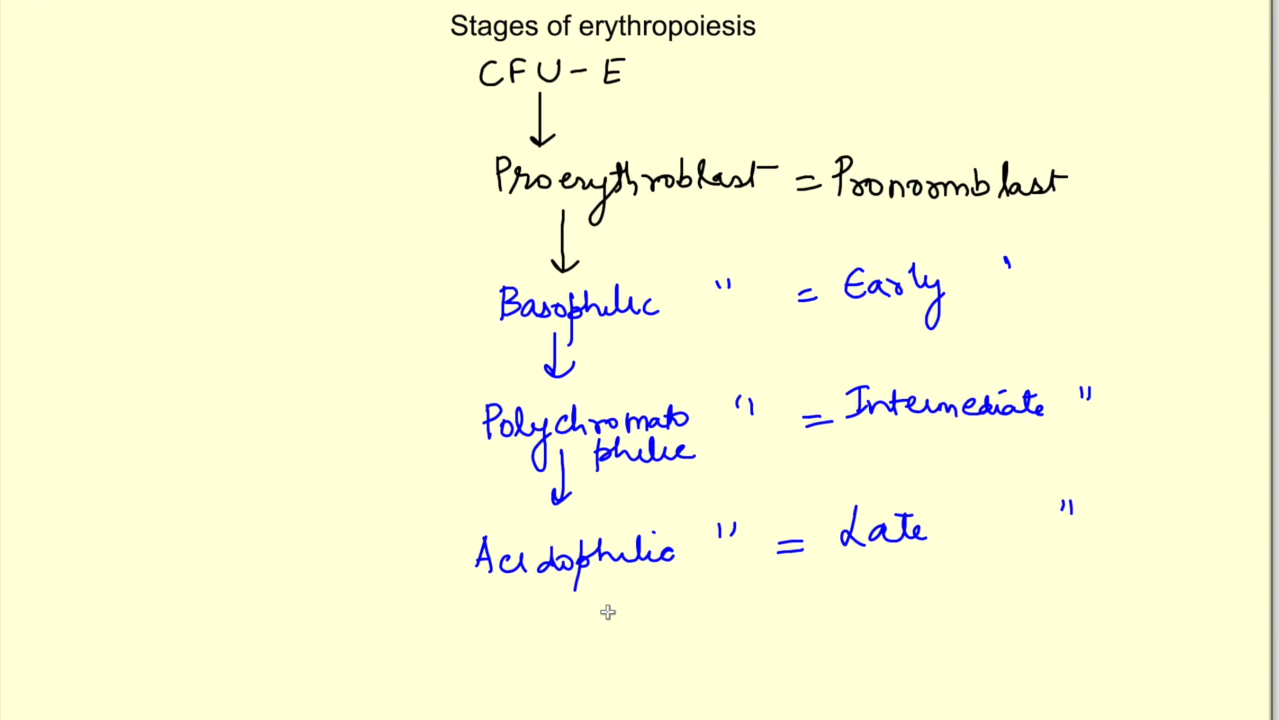 Stages of erythropoiesis
CFU - E
Proerythroblast = Pronormblast
Basophilic " = Early '
Polychromato " = Intermediate "
philic
Acidophilic " = Late "